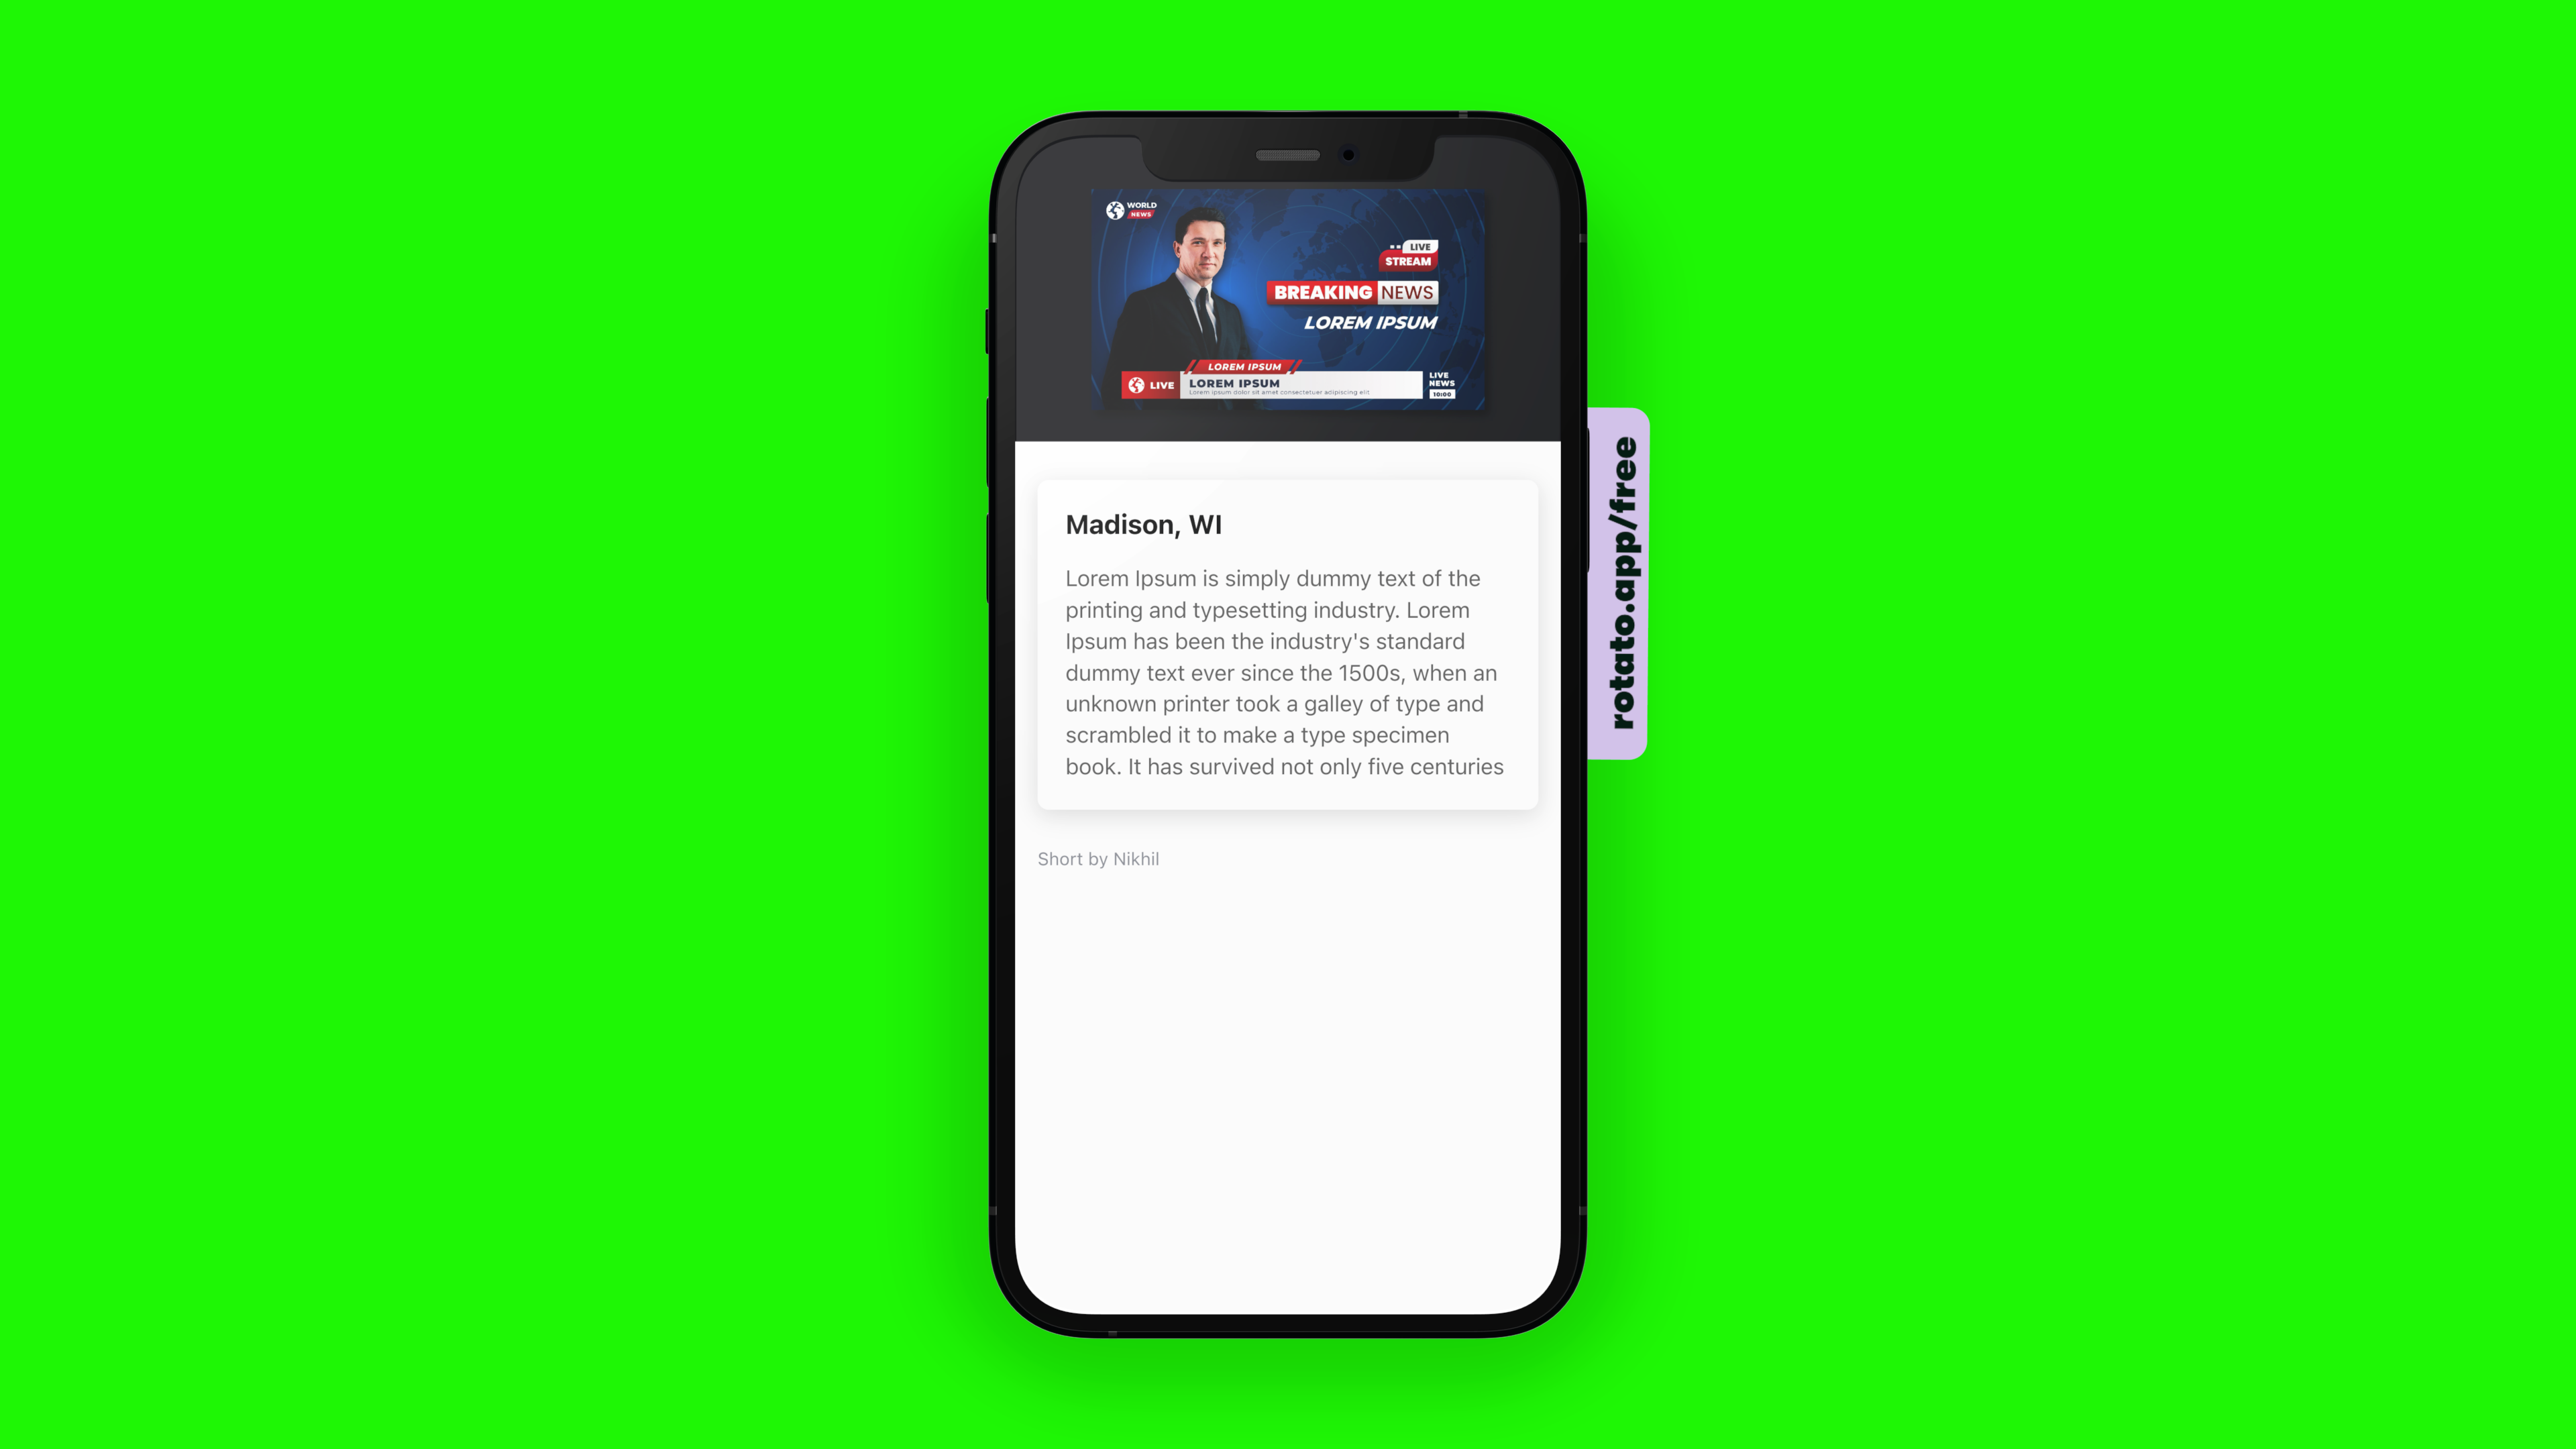 WORLD
NEWS
LIVE
STREAM
BREAKING NEWS
LOREM IPSUM
LOREM IPSUM
LIVE
LOREM IPSUM
Lorem ipsum dolor sit amet consectetuer adipiscing elit
LIVE
NEWS
10:00
Madison, WI
Lorem Ipsum is simply dummy text of the
printing and typesetting industry. Lorem
Ipsum has been the industry's standard
dummy text ever since the 1500s, when an
unknown printer took a galley of type and
scrambled it to make a type specimen
book. It has survived not only five centuries
Short by Nikhil
rotato.app/free